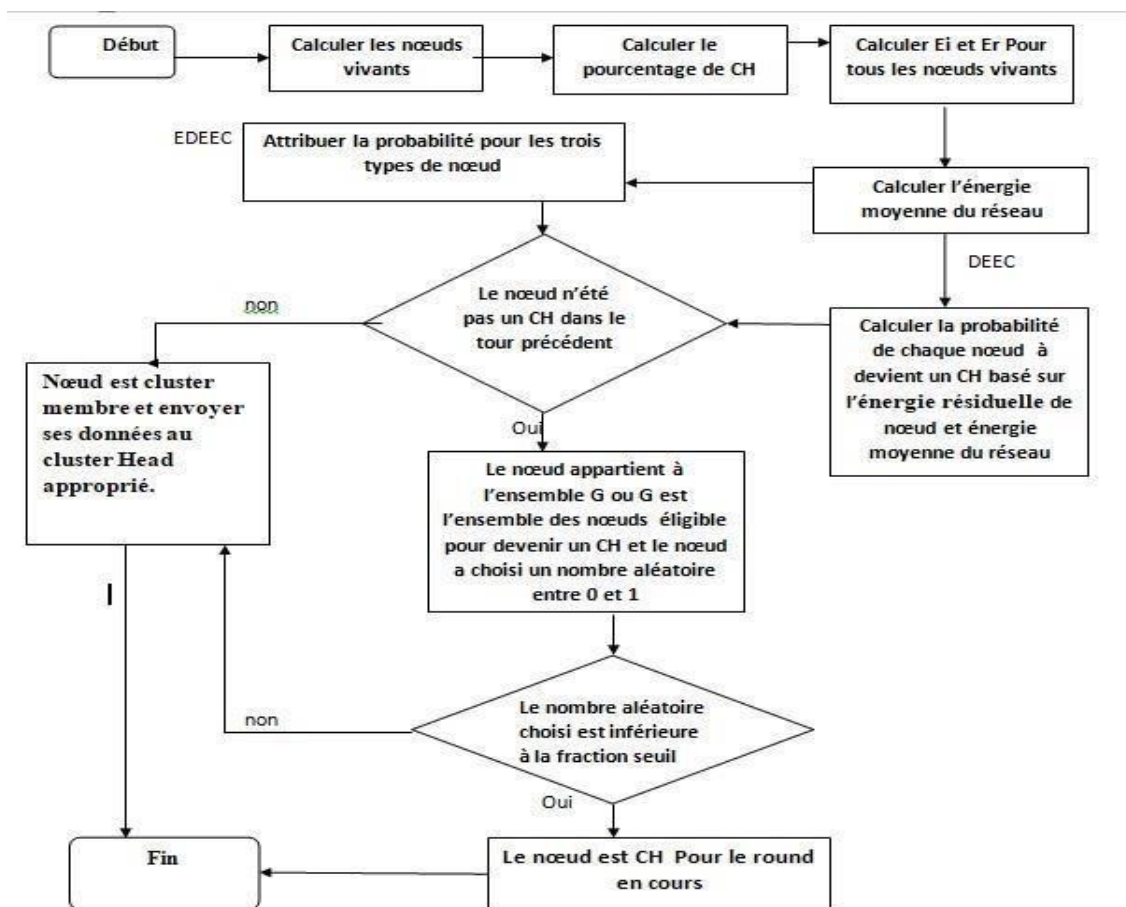 Début
Calculer les nœuds
vivants
Calculer le
pourcentage de CH
Calculer Ei et Er Pour
tous les nœuds vivants
EDEEC
Attribuer la probabilité pour les trois
types de nœud
Calculer l'énergie
moyenne du réseau
DEEC
Le nœud n'été
pas un CH dans le
tour précédent
non
Calculer la probabilité
de chaque nœud à
devient un CH basé sur
l'énergie résiduelle de
nœud et énergie
moyenne du réseau
Nœud est cluster
membre et envoyer
ses données au
cluster Head
approprié.
Oui
Le nœud appartient à
l'ensemble G ou G est
l'ensemble des nœuds éligible
pour devenir un CH et le nœud
a choisi un nombre aléatoire
entre 0 et 1
Le nombre aléatoire
choisi est inférieure
à la fraction seuil
non
Oui
Le nœud est CH Pour le round
en cours
Fin